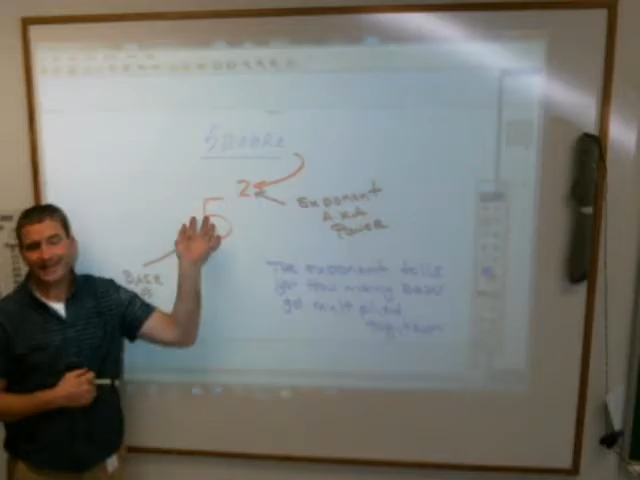 Square
5 2
Exponent
A.K.A
Power
Base
The exponent tells
you how many Base
get multiplied
together